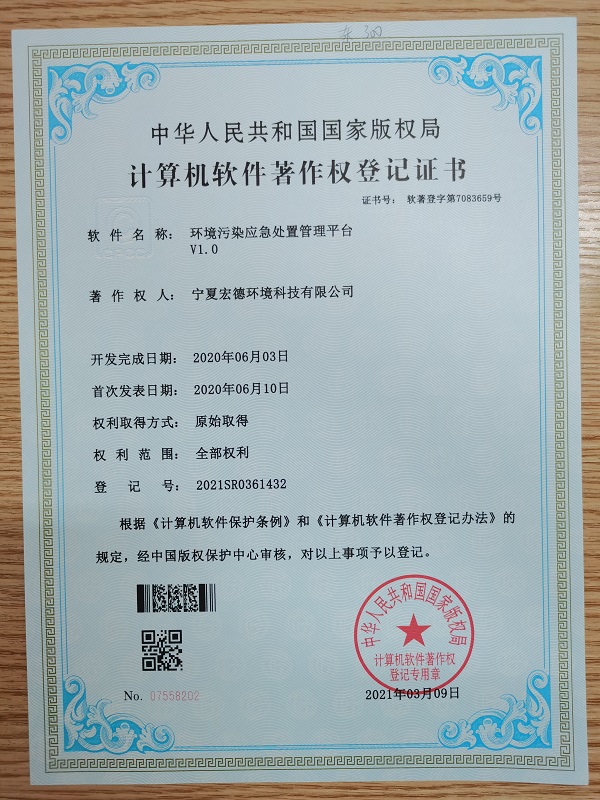 中华人民共和国国家版权局
计算机软件著作权登记证书
证书号： 软著登字第7083659号
软件名称： 环境污染应急处置管理平台
V1.0
著作权人： 宁夏宏德环境科技有限公司
开发完成日期： 2020年06月03日
首次发表日期： 2020年06月10日
权利取得方式： 原始取得
权利范围： 全部权利
登记号： 2021SR0361432
根据《计算机软件保护条例》和《计算机软件著作权登记办法》的
规定，经中国版权保护中心审核，对以上事项予以登记。
中华人民共和国国家版权局
计算机软件著作权
登记专用章
No. 07558202
2021年03月09日